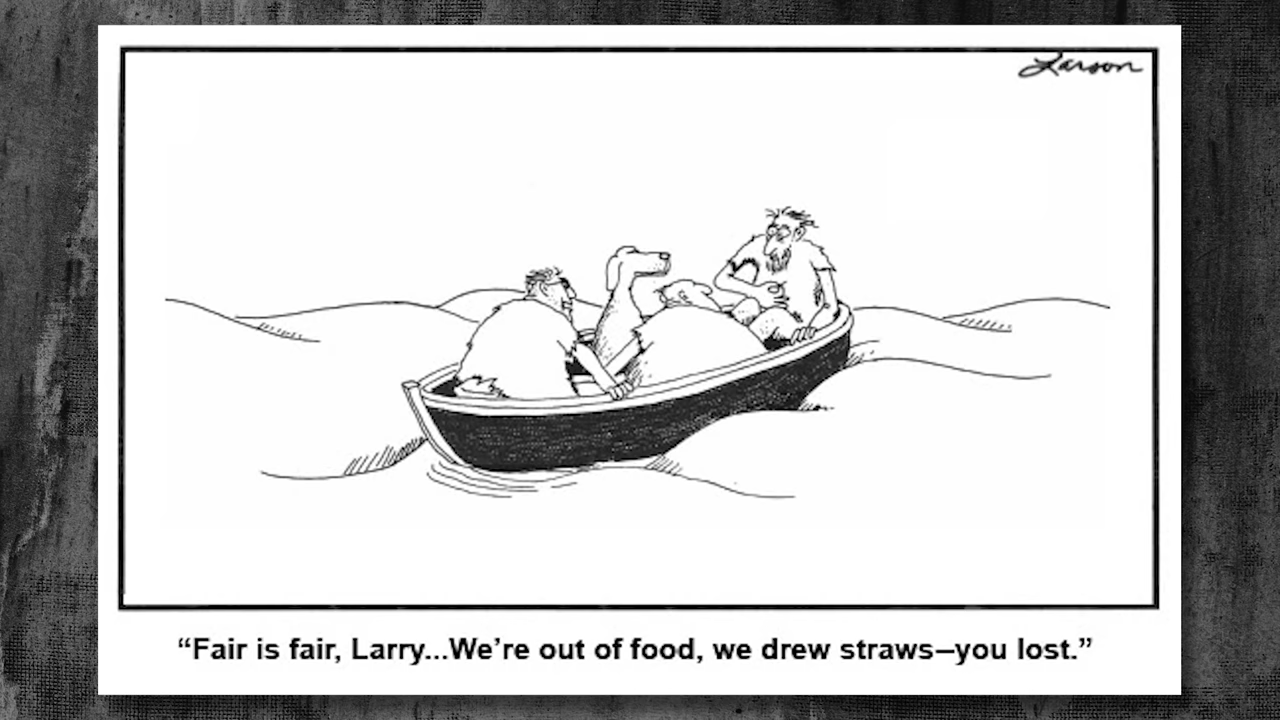 Larson
“Fair is fair, Larry...We’re out of food, we drew straws–you lost.”